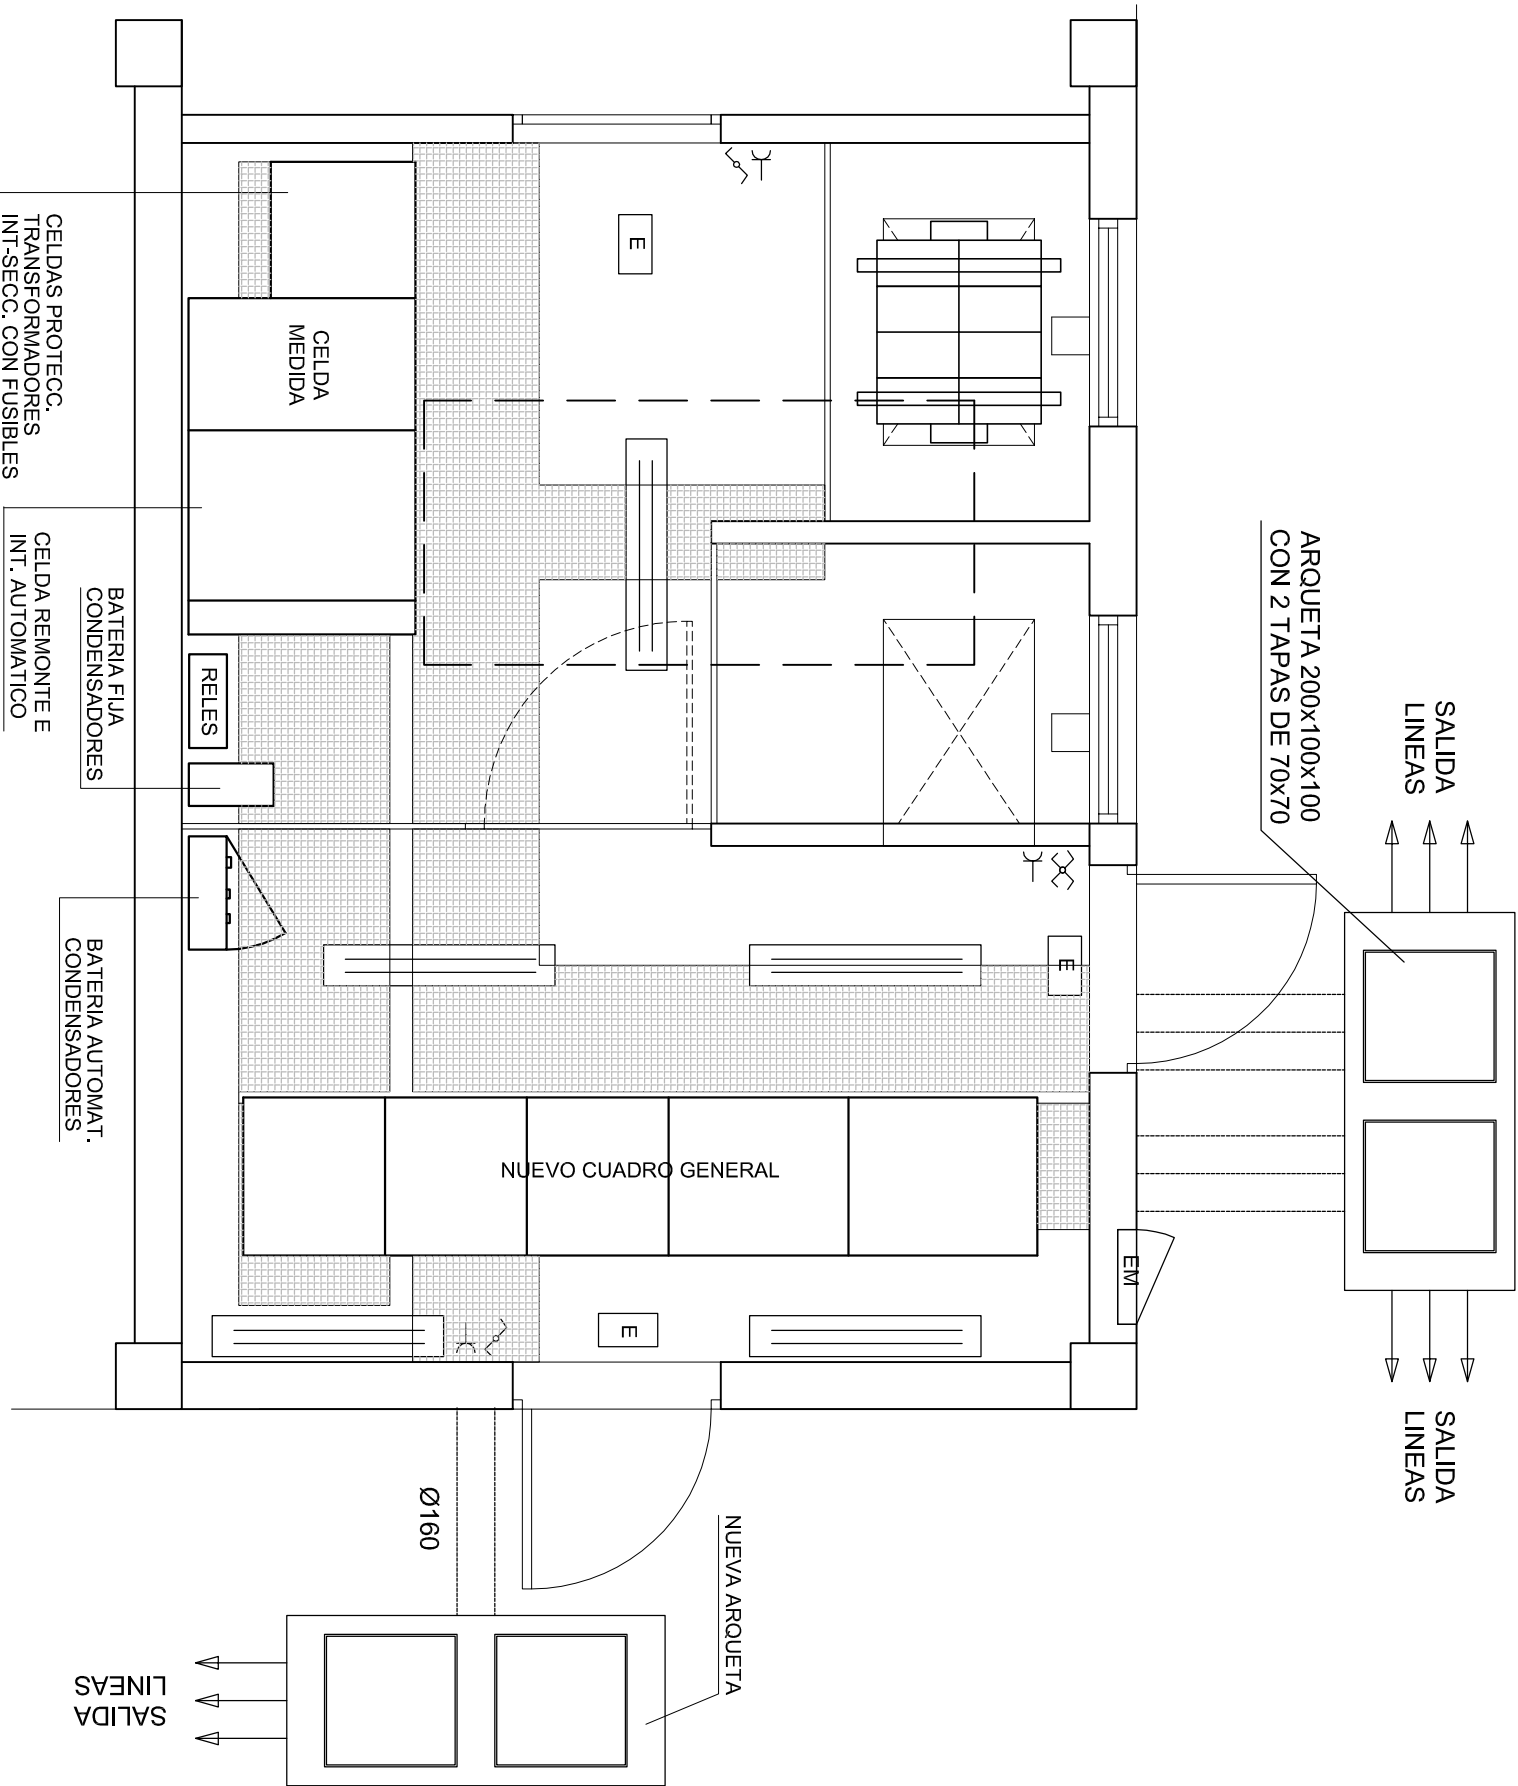 SALIDA
LINEAS
ARQUETA 200x100x100
CON 2 TAPAS DE 70x70
SALIDA
LINEAS
E
CELDA
MEDIDA
CELDAS PROTECC.
TRANSFORMADORES
INT-SECC. CON FUSIBLES
CELDA REMONTE E
INT. AUTOMATICO
BATERIA FIJA
CONDENSADORES
RELES
BATERIA AUTOMAT.
CONDENSADORES
E
NUEVO CUADRO GENERAL
EM
E
Ø160
NUEVA ARQUETA
SALIDA
LINEAS